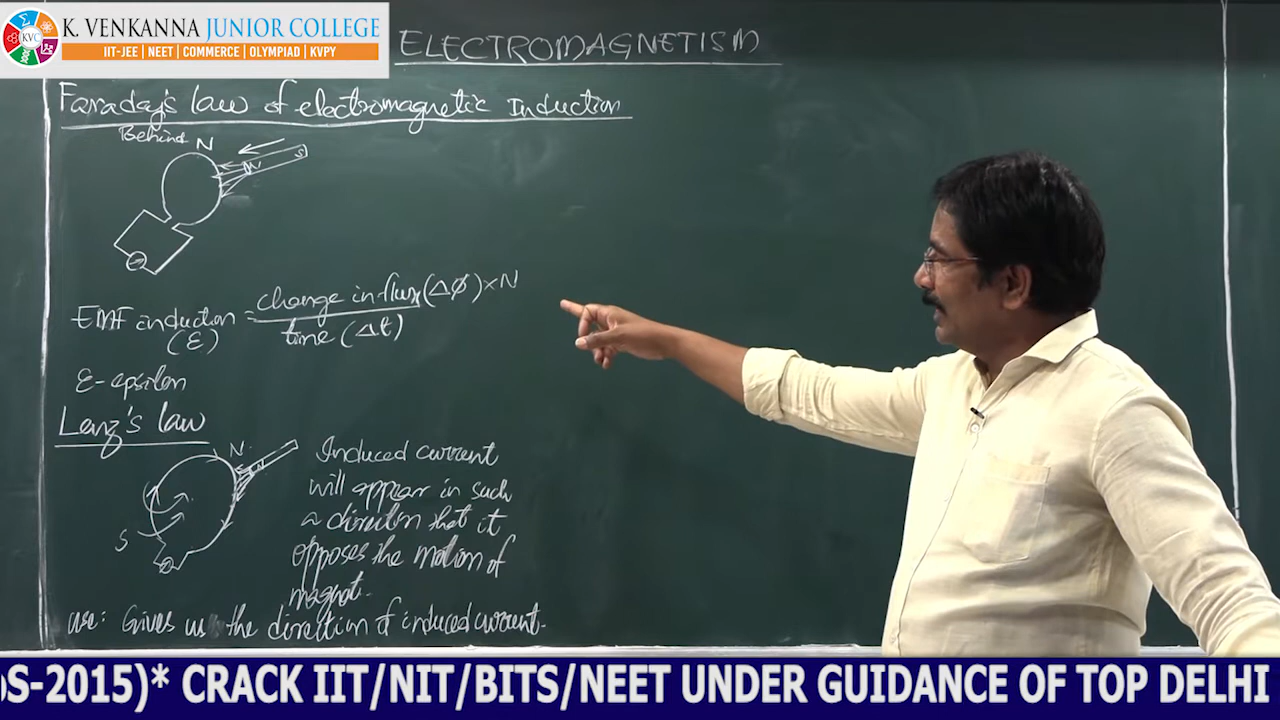 K. VENKANNA JUNIOR COLLEGE
KVC
IIT-JEE | NEET | COMMERCE | OLYMPIAD | KVPY
ELECTROMAGNETISM
Faraday's law of electromagnetic Induction
Behind N
S
N
EMF induction = change in flux (Δϕ) × N
(ε) time (Δt)
ε - epsilon
Lenz's law
N
S
Induced current
will appear in such
a direction that it
opposes the motion of
magnet.
use: Gives us the direction of induced current.
S-2015)* CRACK IIT/NIT/BITS/NEET UNDER GUIDANCE OF TOP DELHI